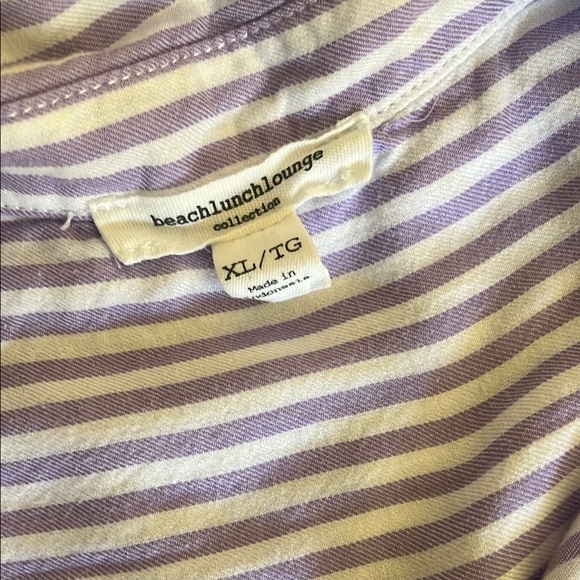 beachlunchlounge
collection
XL/TG
Made in
Indonesia